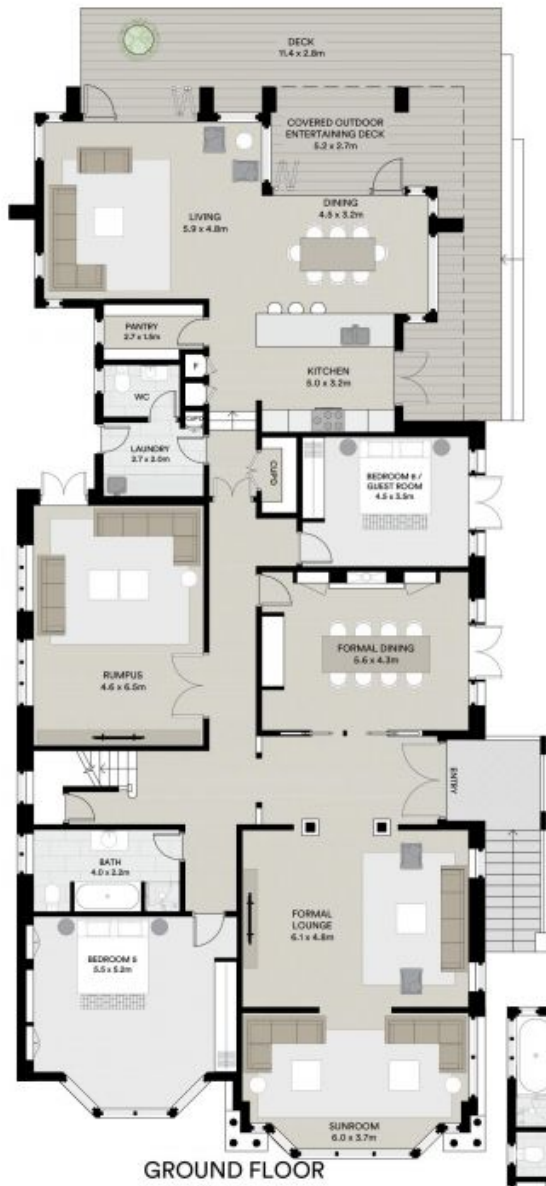 DECK
11.4 x 2.8m
COVERED OUTDOOR
ENTERTAINING DECK
5.2 x 2.7m
DINING
4.5 x 3.2m
LIVING
5.9 x 4.8m
PANTRY
2.7 x 1.5m
F
KITCHEN
5.0 x 3.2m
WC
CUPD
LAUNDRY
2.7 x 2.0m
CUPD
BEDROOM 6 /
GUEST ROOM
4.5 x 3.5m
FORMAL DINING
5.6 x 4.3m
RUMPUS
4.6 x 6.5m
ENTRY
BATH
4.0 x 2.2m
FORMAL
LOUNGE
6.1 x 4.8m
BEDROOM 5
5.5 x 5.2m
SUNROOM
6.0 x 3.7m
GROUND FLOOR